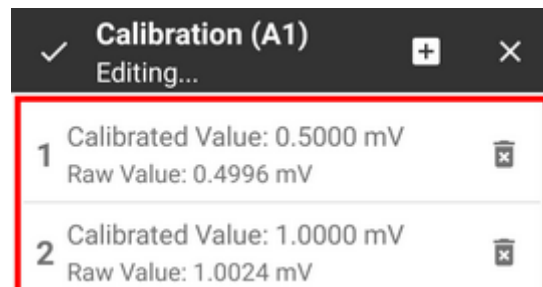 Calibration (A1)
Editing...
1
Calibrated Value: 0.5000 mV
Raw Value: 0.4996 mV
2
Calibrated Value: 1.0000 mV
Raw Value: 1.0024 mV